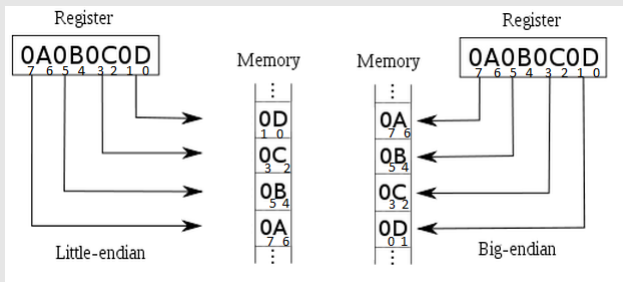 Register
0A0B0C0D
7 6 5 4 3 2 1 0
Memory
⋮
0D
1 0
0C
3 2
0B
5 4
0A
7 6
⋮
Little-endian
Register
0A0B0C0D
7 6 5 4 3 2 1 0
Memory
⋮
0A
7 6
0B
5 4
0C
3 2
0D
0 1
⋮
Big-endian